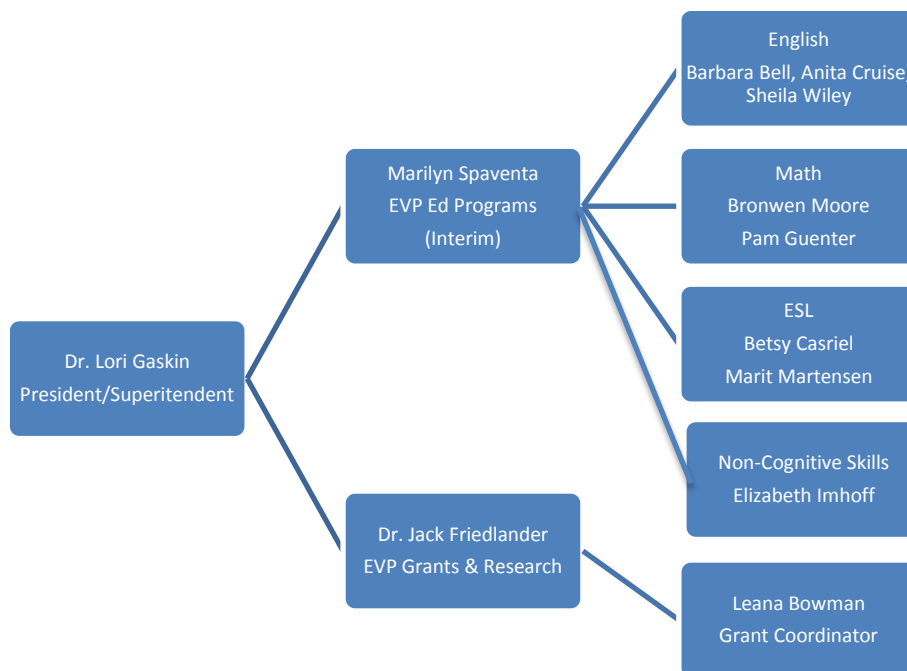 English
Barbara Bell, Anita Cruise,
Sheila Wiley
Marilyn Spaventa
EVP Ed Programs
(Interim)
Math
Bronwen Moore
Pam Guenter
ESL
Betsy Casriel
Marit Martensen
Dr. Lori Gaskin
President/Superitendent
Non-Cognitive Skills
Elizabeth Imhoff
Dr. Jack Friedlander
EVP Grants & Research
Leana Bowman
Grant Coordinator